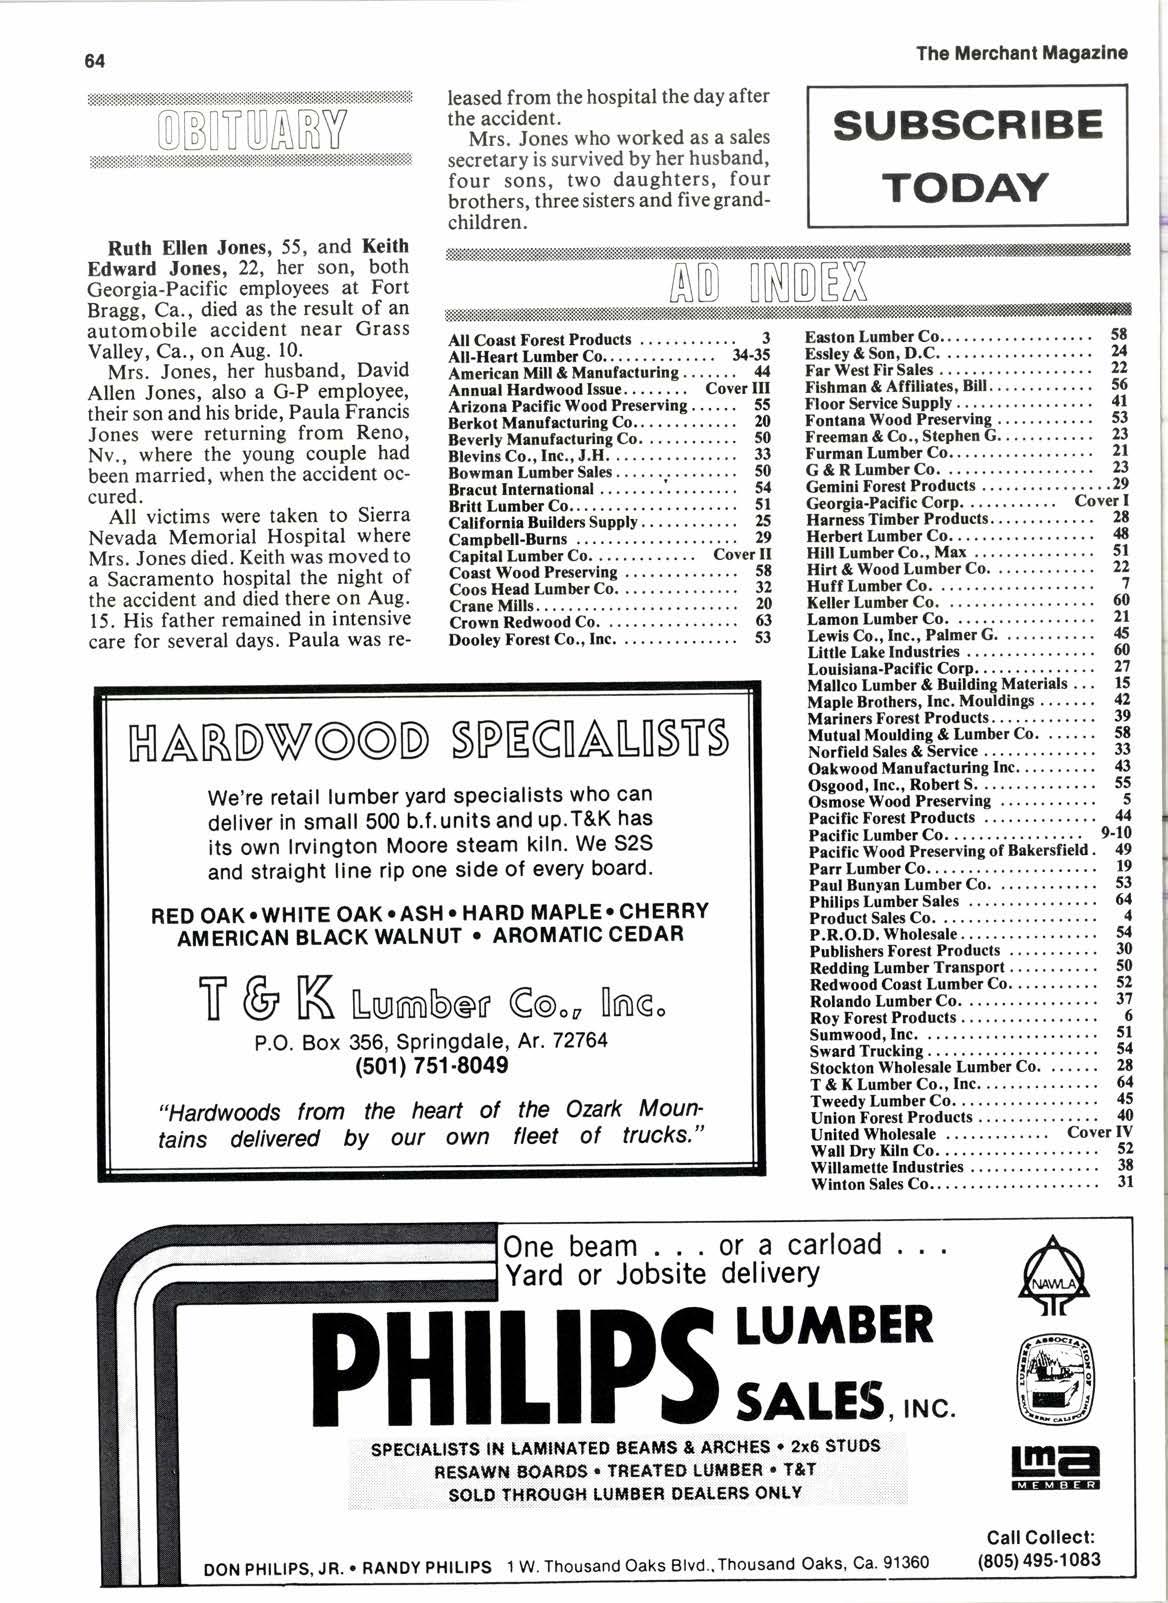 64
The Merchant Magazine
OBITUARY
Ruth Ellen Jones, 55, and Keith
Edward Jones, 22, her son, both
Georgia-Pacific employees at Fort
Bragg, Ca., died as the result of an
automobile accident near Grass
Valley, Ca., on Aug. 10.
Mrs. Jones, her husband, David
Allen Jones, also a G-P employee,
their son and his bride, Paula Francis
Jones were returning from Reno,
Nv., where the young couple had
been married, when the accident oc-
cured.
All victims were taken to Sierra
Nevada Memorial Hospital where
Mrs. Jones died. Keith was moved to
a Sacramento hospital the night of
the accident and died there on Aug.
15. His father remained in intensive
care for several days. Paula was re-
leased from the hospital the day after
the accident.
Mrs. Jones who worked as a sales
secretary is survived by her husband,
four sons, two daughters, four
brothers, three sisters and five grand-
children.
SUBSCRIBE
TODAY
AD INDEX
All Coast Forest Products ............ 3
All-Heart Lumber Co. .............. 34-35
American Mill & Manufacturing ....... 44
Annual Hardwood Issue ........ Cover III
Arizona Pacific Wood Preserving ...... 55
Berkot Manufacturing Co. ............ 20
Beverly Manufacturing Co. ............ 50
Blevins Co., Inc., J.H. ................ 33
Bowman Lumber Sales ............... 50
Bracut International ................. 54
Britt Lumber Co. .................... 51
California Builders Supply ............ 25
Campbell-Burns .................... 29
Capital Lumber Co. ............. Cover II
Coast Wood Preserving .............. 58
Coos Head Lumber Co. .............. 32
Crane Mills ......................... 20
Crown Redwood Co. ................ 63
Dooley Forest Co., Inc. .............. 53
Easton Lumber Co. .................. 58
Essley & Son, D.C. .................. 24
Far West Fir Sales ................... 22
Fishman & Affiliates, Bill ............. 56
Floor Service Supply ................. 41
Fontana Wood Preserving ............ 53
Freeman & Co., Stephen G. ........... 23
Furman Lumber Co. ................. 21
G & R Lumber Co. .................. 23
Gemini Forest Products ................ 29
Georgia-Pacific Corp. ............ Cover I
Harness Timber Products ............. 28
Herbert Lumber Co. ................. 48
Hill Lumber Co., Max ............... 51
Hirt & Wood Lumber Co. ............ 22
Huff Lumber Co. ................... 7
Keller Lumber Co. .................. 60
Lamon Lumber Co. ................. 21
Lewis Co., Inc., Palmer G. ........... 45
Little Lake Industries ................ 60
Louisiana-Pacific Corp. .............. 27
Mallco Lumber & Building Materials ... 15
Maple Brothers, Inc. Mouldings ....... 42
Mariners Forest Products ............. 39
Mutual Moulding & Lumber Co. ...... 58
Norfield Sales & Service .............. 33
Oakwood Manufacturing Inc. ......... 43
Osgood, Inc., Robert S. .............. 55
Osmose Wood Preserving ............ 5
Pacific Forest Products .............. 44
Pacific Lumber Co. ................ 9-10
Pacific Wood Preserving of Bakersfield . 49
Parr Lumber Co. .................... 19
Paul Bunyan Lumber Co. ............ 53
Philips Lumber Sales ................ 64
Product Sales Co. ................... 4
P.R.O.D. Wholesale ................. 54
Publishers Forest Products ........... 30
Redding Lumber Transport ........... 50
Redwood Coast Lumber Co. .......... 52
Rolando Lumber Co. ................ 37
Roy Forest Products ................. 6
Sumwood, Inc. ..................... 51
Sward Trucking ..................... 54
Stockton Wholesale Lumber Co. ...... 28
T & K Lumber Co., Inc. .............. 64
Tweedy Lumber Co. ................. 45
Union Forest Products ............... 40
United Wholesale ............. Cover IV
Wall Dry Kiln Co. ................... 52
Willamette Industries ................ 38
Winton Sales Co. .................... 31
HARDWOOD SPECIALISTS
We're retail lumber yard specialists who can
deliver in small 500 b.f. units and up. T&K has
its own Irvington Moore steam kiln. We S2S
and straight line rip one side of every board.
RED OAK • WHITE OAK • ASH • HARD MAPLE • CHERRY
AMERICAN BLACK WALNUT • AROMATIC CEDAR
T & K Lumber Co., Inc.
P.O. Box 356, Springdale, Ar. 72764
(501) 751-8049
"Hardwoods from the heart of the Ozark Moun-
tains delivered by our own fleet of trucks."
One beam . . . or a carload . . .
Yard or Jobsite delivery
PHILIPS LUMBER
SALES, INC.
SPECIALISTS IN LAMINATED BEAMS & ARCHES • 2x6 STUDS
RESAWN BOARDS • TREATED LUMBER • T&T
SOLD THROUGH LUMBER DEALERS ONLY
DON PHILIPS, JR. • RANDY PHILIPS 1 W. Thousand Oaks Blvd., Thousand Oaks, Ca. 91360
NAWLA
LUMBER ASSOCIATION OF
SOUTHERN CALIFORNIA
lma
MEMBER
Call Collect:
(805) 495-1083